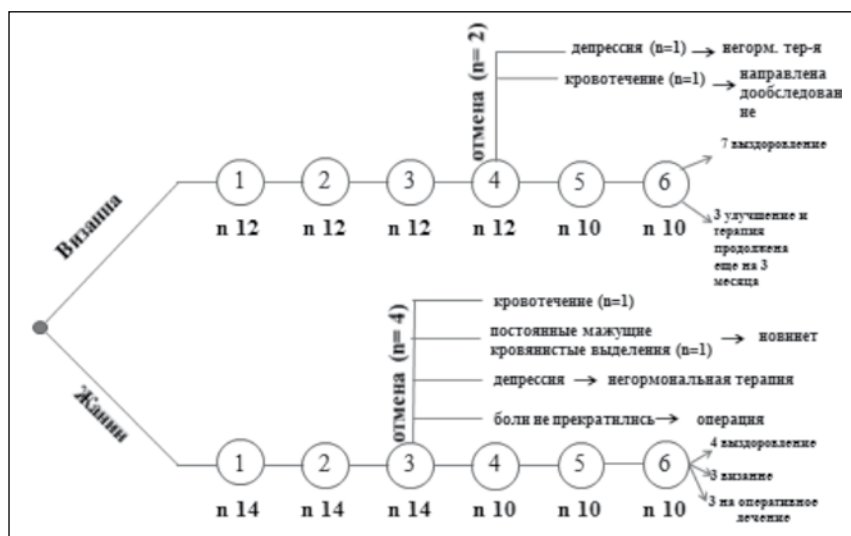 депрессия (n=1) → негорм. тер-я
кровотечение (n=1) → направлена
дообследован
ие
отмена (n= 2)
7 выздоровление
Визанна
1 2 3 4 5 6
n 12 n 12 n 12 n 12 n 10 n 10
3 улучшение и
терапия
продолжена
еще на 3
месяца
кровотечение (n=1)
постоянные мажущие
кровянистые выделения (n=1) → новинет
отмена (n= 4)
депрессия → негормональная терапия
боли не прекратились → операция
Жанин
4 выздоровление
1 2 3 4 5 6
3 визанне
3 на оперативное
лечение
n 14 n 14 n 14 n 10 n 10 n 10